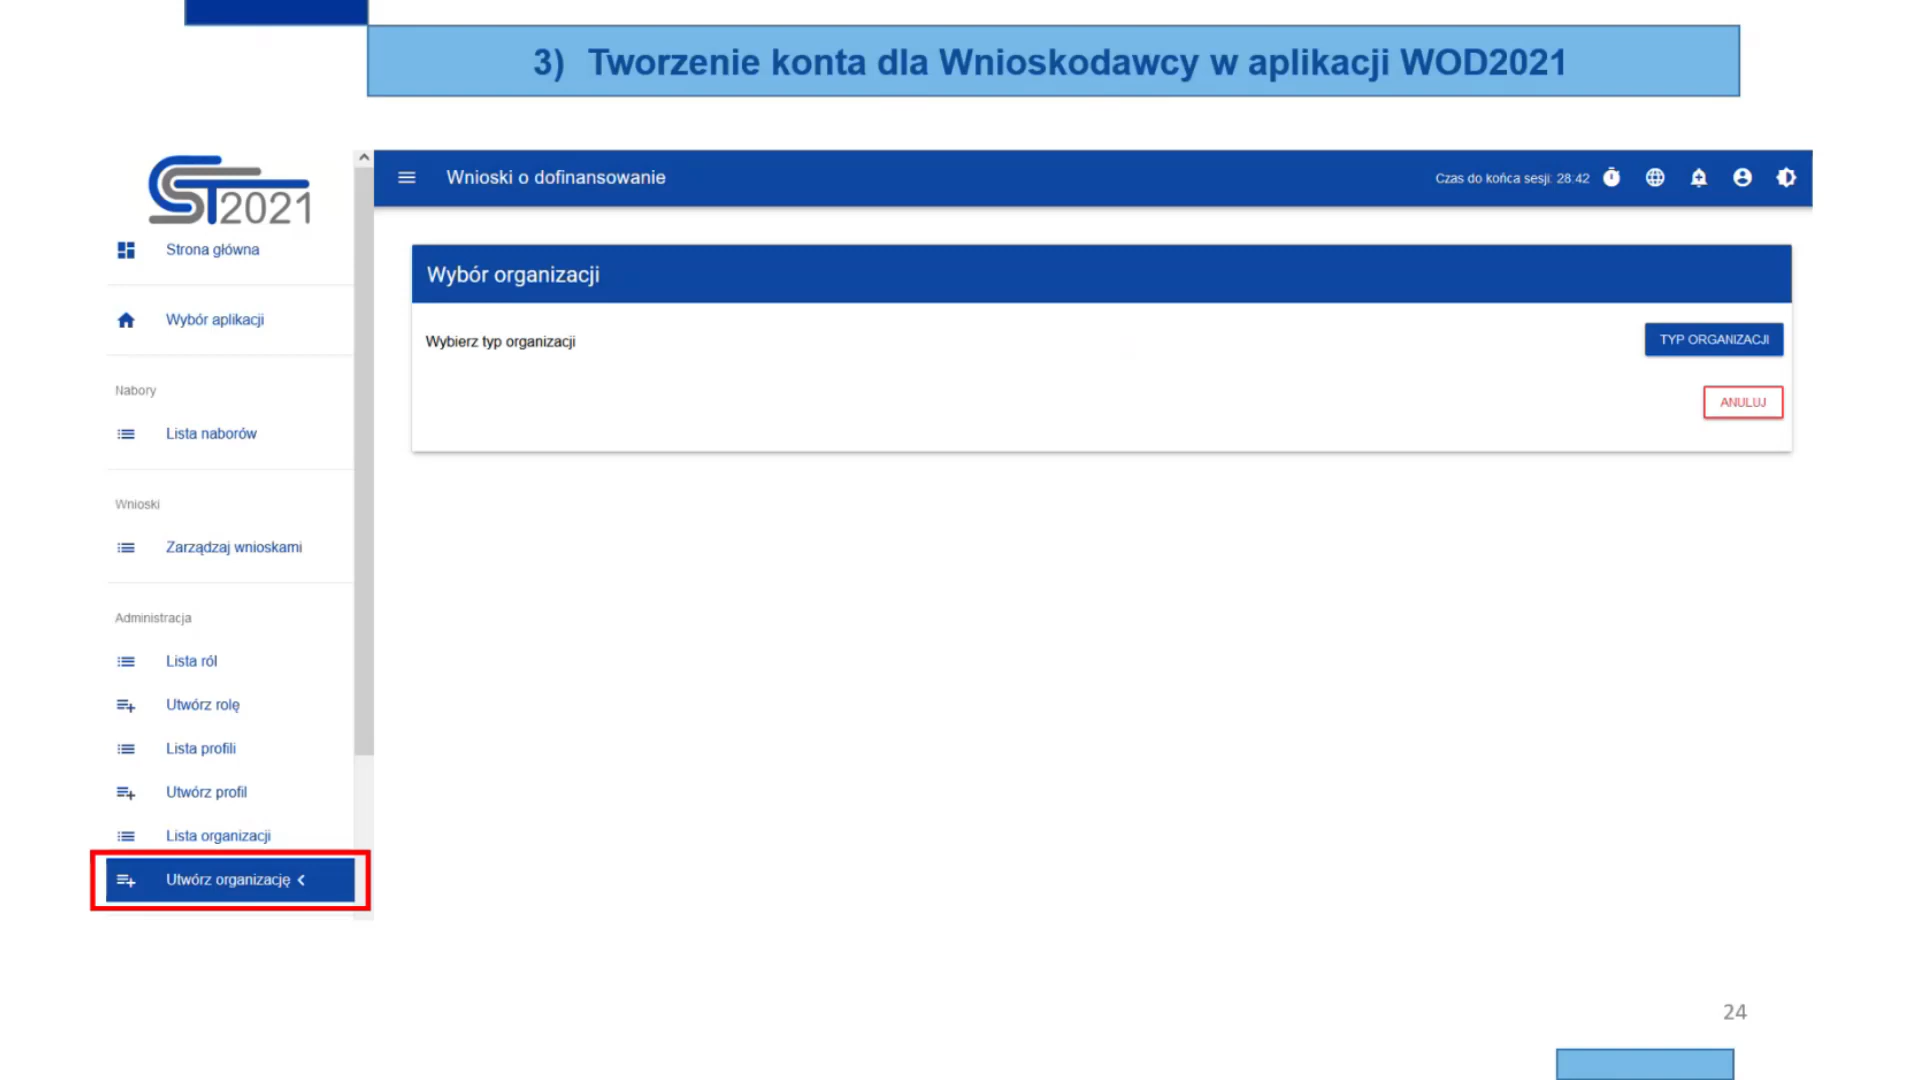 3) Tworzenie konta dla Wnioskodawcy w aplikacji WOD2021
ST2021
Wnioski o dofinansowanie
Czas do końca sesji: 28:42
Strona główna
Wybór aplikacji
Nabory
Lista naborów
Wnioski
Zarządzaj wnioskami
Administracja
Lista ról
Utwórz rolę
Lista profili
Utwórz profil
Lista organizacji
Utwórz organizację
Wybór organizacji
Wybierz typ organizacji
TYP ORGANIZACJI
ANULUJ
24